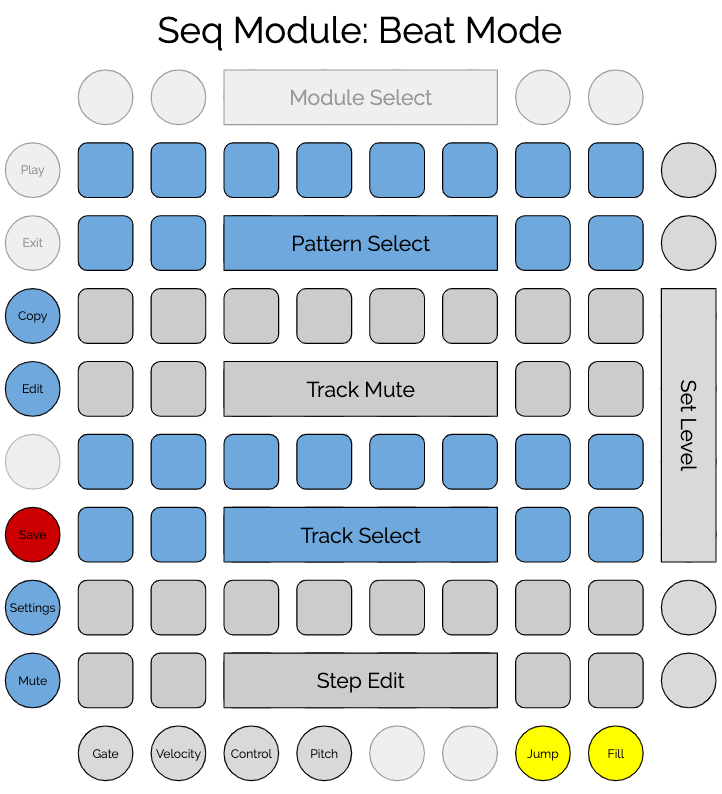 Seq Module: Beat Mode
Module Select
Play
Exit
Pattern Select
Copy
Edit
Track Mute
Set Level
Save
Track Select
Settings
Mute
Step Edit
Gate
Velocity
Control
Pitch
Jump
Fill